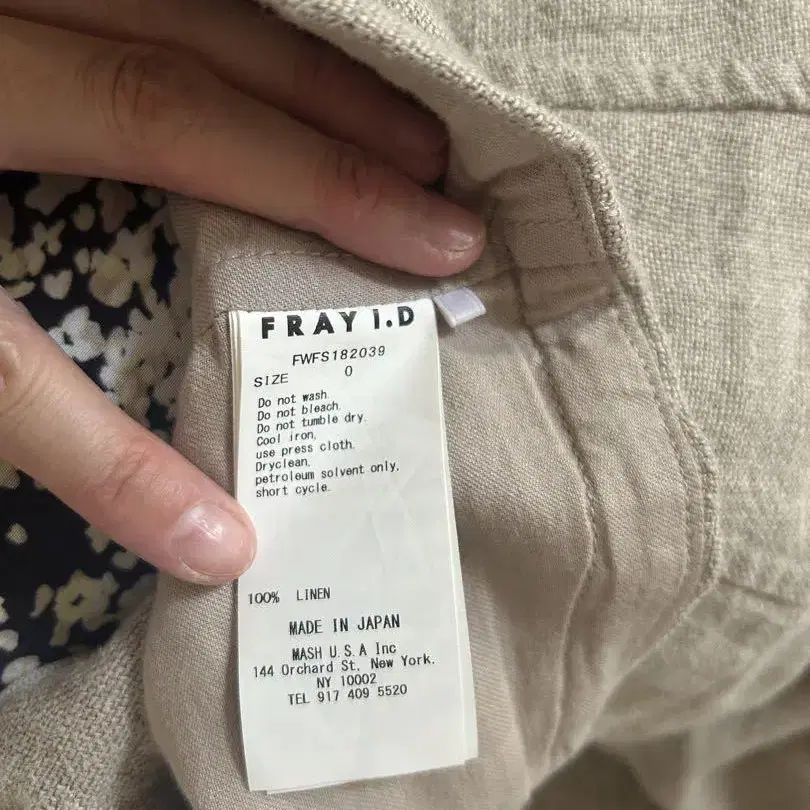 FRAY I.D
FWFS182039
SIZE 0
Do not wash.
Do not bleach.
Do not tumble dry.
Cool iron,
use press cloth.
Dryclean,
petroleum solvent only,
short cycle.
100% LINEN
MADE IN JAPAN
MASH U.S.A Inc
144 Orchard St, New York,
NY 10002
TEL 917 409 5520